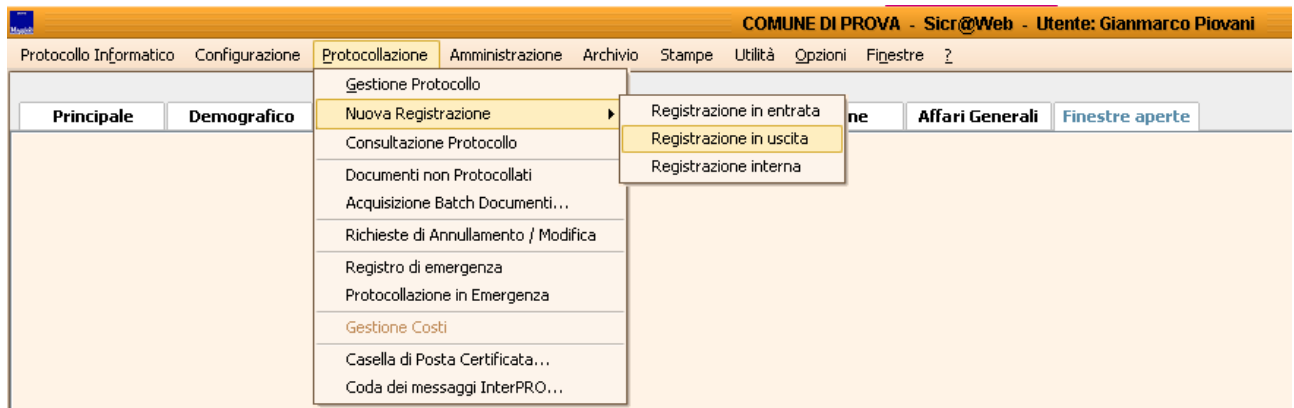 COMUNE DI PROVA - Sicr@Web - Utente: Gianmarco Piovani
Protocollo Informatico Configurazione Protocollazione Amministrazione Archivio Stampe Utilità Opzioni Finestre ?
Gestione Protocollo
Principale Demografico Nuova Registrazione Registrazione in entrata ne Affari Generali Finestre aperte
Consultazione Protocollo Registrazione in uscita
Registrazione interna
Documenti non Protocollati
Acquisizione Batch Documenti...
Richieste di Annullamento / Modifica
Registro di emergenza
Protocollazione in Emergenza
Gestione Costi
Casella di Posta Certificata...
Coda dei messaggi InterPRO...